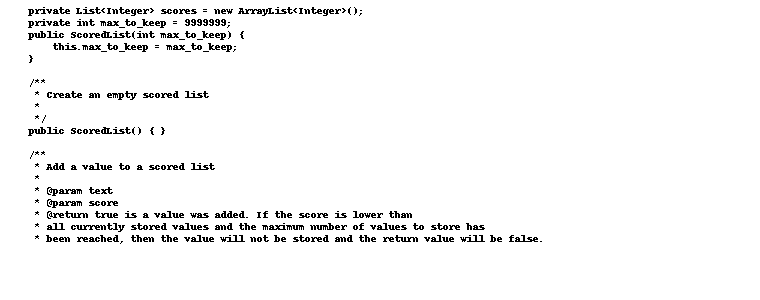 private List<Integer> scores = new ArrayList<Integer>();
private int max_to_keep = 9999999;
public ScoredList(int max_to_keep) {
this.max_to_keep = max_to_keep;
}
/**
* Create an empty scored list
*
*/
public ScoredList() { }
/**
* Add a value to a scored list
*
* @param text
* @param score
* @return true is a value was added. If the score is lower than
* all currently stored values and the maximum number of values to store has
* been reached, then the value will not be stored and the return value will be false.